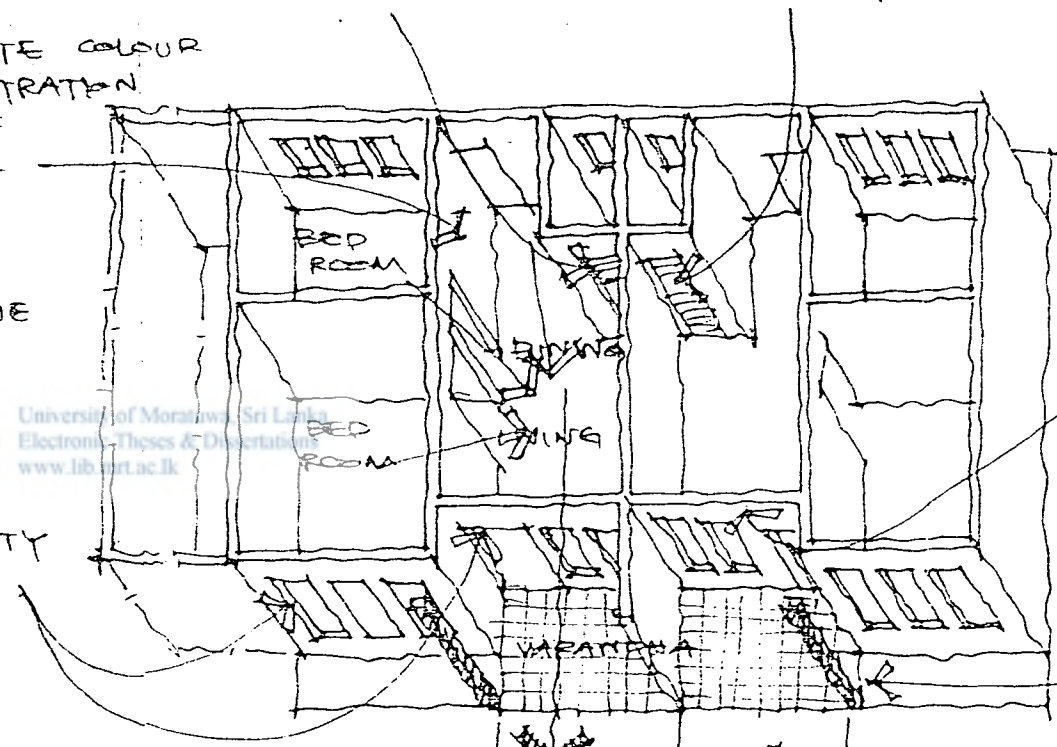 TE COLOUR
TRATION
BED
ROOM
DINING
University of Moratuwa, Sri Lanka
Electronic Theses & Dissertations
www.lib.mrt.ac.lk
BED
ROOM
LIVING
TY
VARANDHA